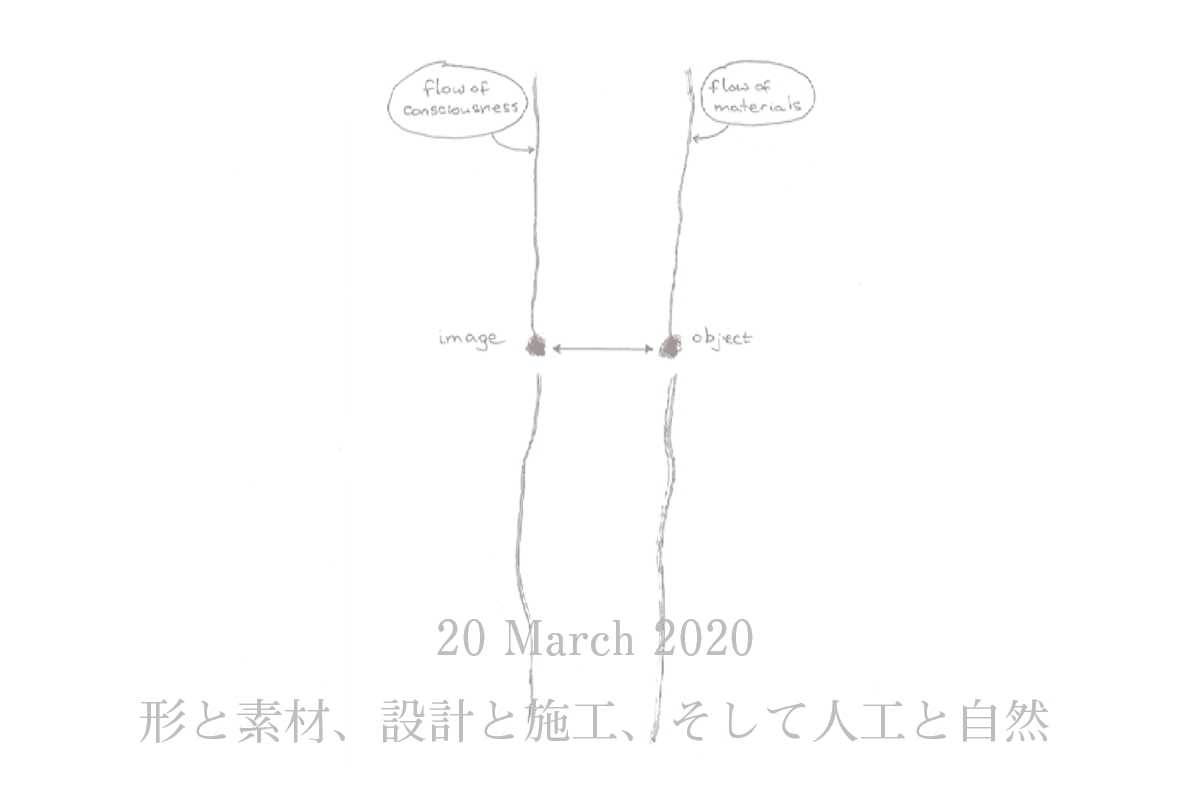 flow of
consciousness
flow of
materials
image
object
20 March 2020
形と素材、設計と施工、そして人工と自然